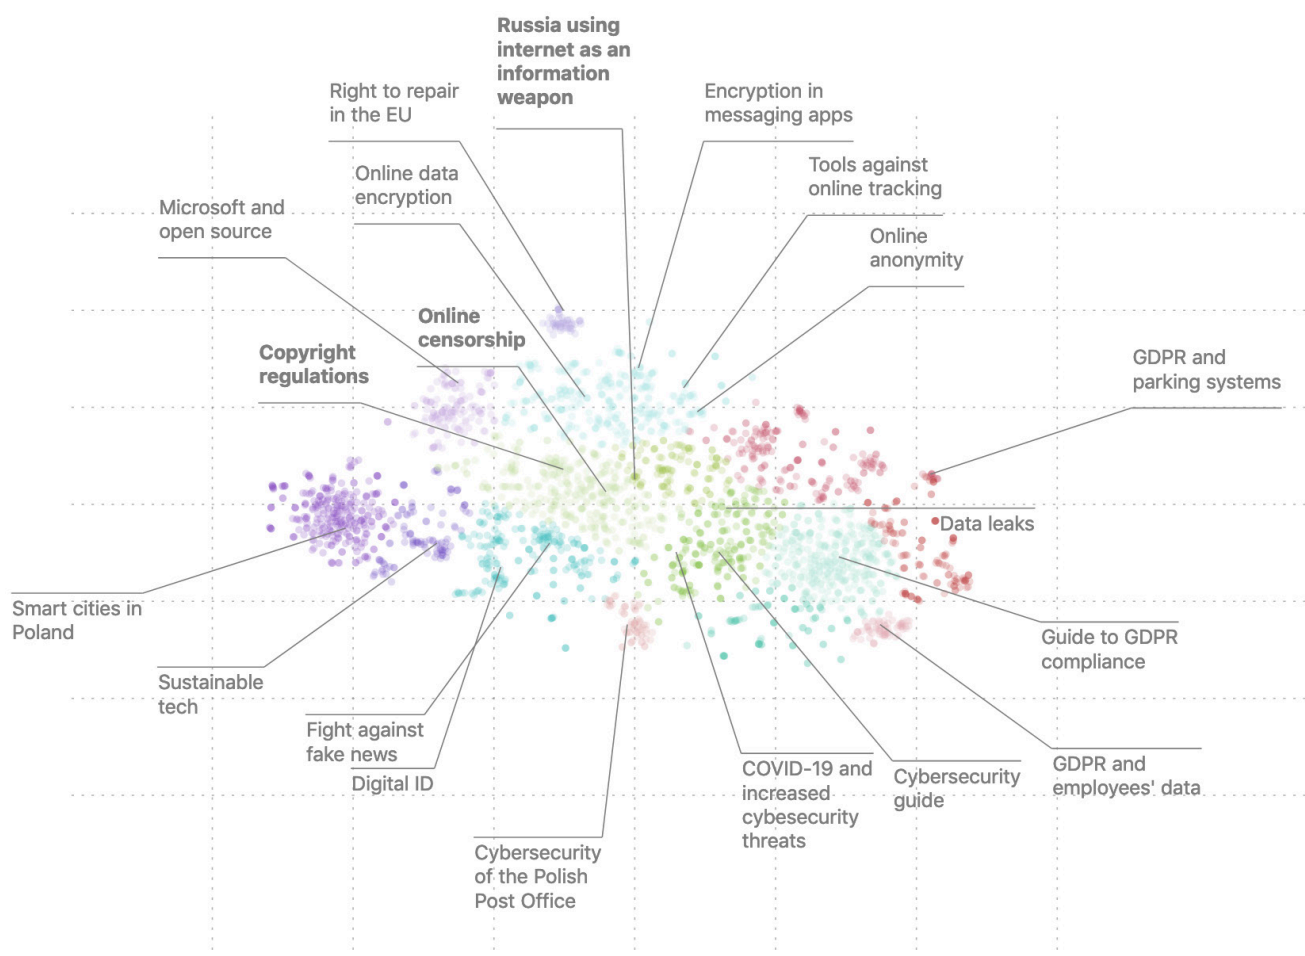 Russia using
internet as an
information
weapon
Right to repair
in the EU
Encryption in
messaging apps
Online data
encryption
Tools against
online tracking
Microsoft and
open source
Online
anonymity
Online
censorship
Copyright
regulations
GDPR and
parking systems
Data leaks
Smart cities in
Poland
Guide to GDPR
compliance
Sustainable
tech
Fight against
fake news
Digital ID
COVID-19 and
increased
cybesecurity
threats
Cybersecurity
guide
GDPR and
employees' data
Cybersecurity
of the Polish
Post Office